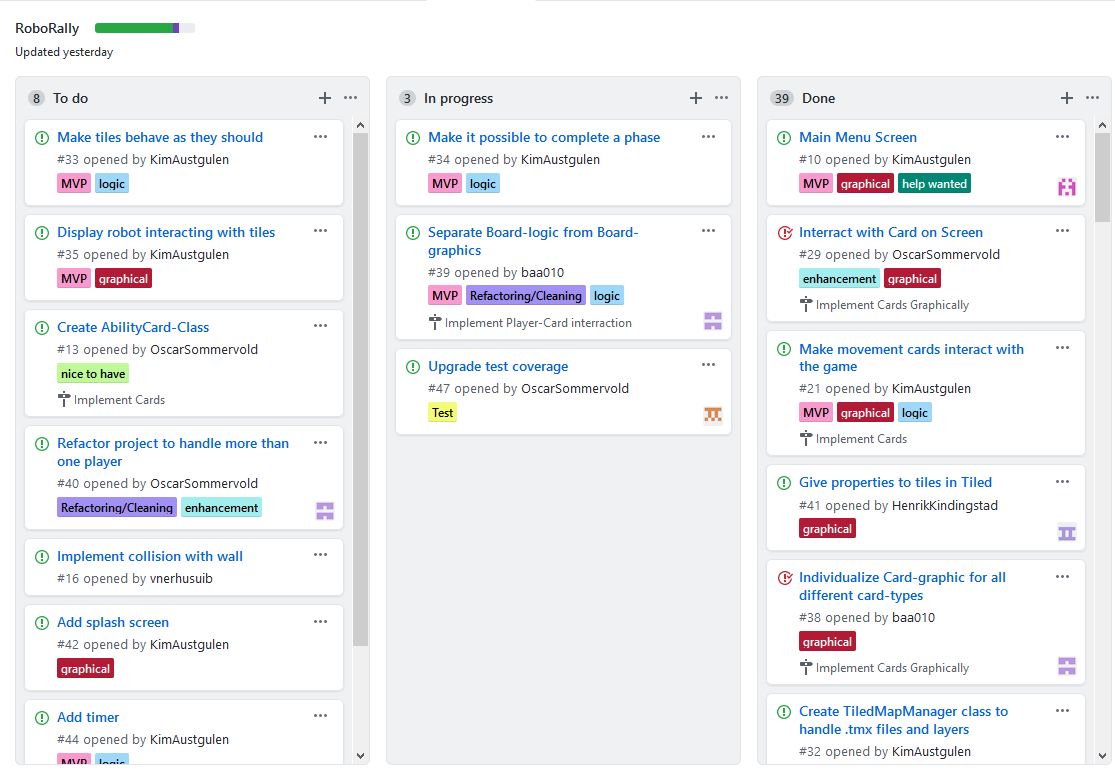 RoboRally
Updated yesterday
8 To do
Make tiles behave as they should
#33 opened by KimAustgulen
MVP logic
Display robot interacting with tiles
#35 opened by KimAustgulen
MVP graphical
Create AbilityCard-Class
#13 opened by OscarSommervold
nice to have
Implement Cards
Refactor project to handle more than
one player
#40 opened by OscarSommervold
Refactoring/Cleaning enhancement
Implement collision with wall
#16 opened by vnerhusuib
Add splash screen
#42 opened by KimAustgulen
graphical
Add timer
#44 opened by KimAustgulen
MVP logic
3 In progress
Make it possible to complete a phase
#34 opened by KimAustgulen
MVP logic
Separate Board-logic from Board-
graphics
#39 opened by baa010
MVP Refactoring/Cleaning logic
Implement Player-Card interraction
Upgrade test coverage
#47 opened by OscarSommervold
Test
39 Done
Main Menu Screen
#10 opened by KimAustgulen
MVP graphical help wanted
Interract with Card on Screen
#29 opened by OscarSommervold
enhancement graphical
Implement Cards Graphically
Make movement cards interact with
the game
#21 opened by KimAustgulen
MVP graphical logic
Implement Cards
Give properties to tiles in Tiled
#41 opened by HenrikKindingstad
graphical
Individualize Card-graphic for all
different card-types
#38 opened by baa010
graphical
Implement Cards Graphically
Create TiledMapManager class to
handle .tmx files and layers
#32 opened by KimAustgulen